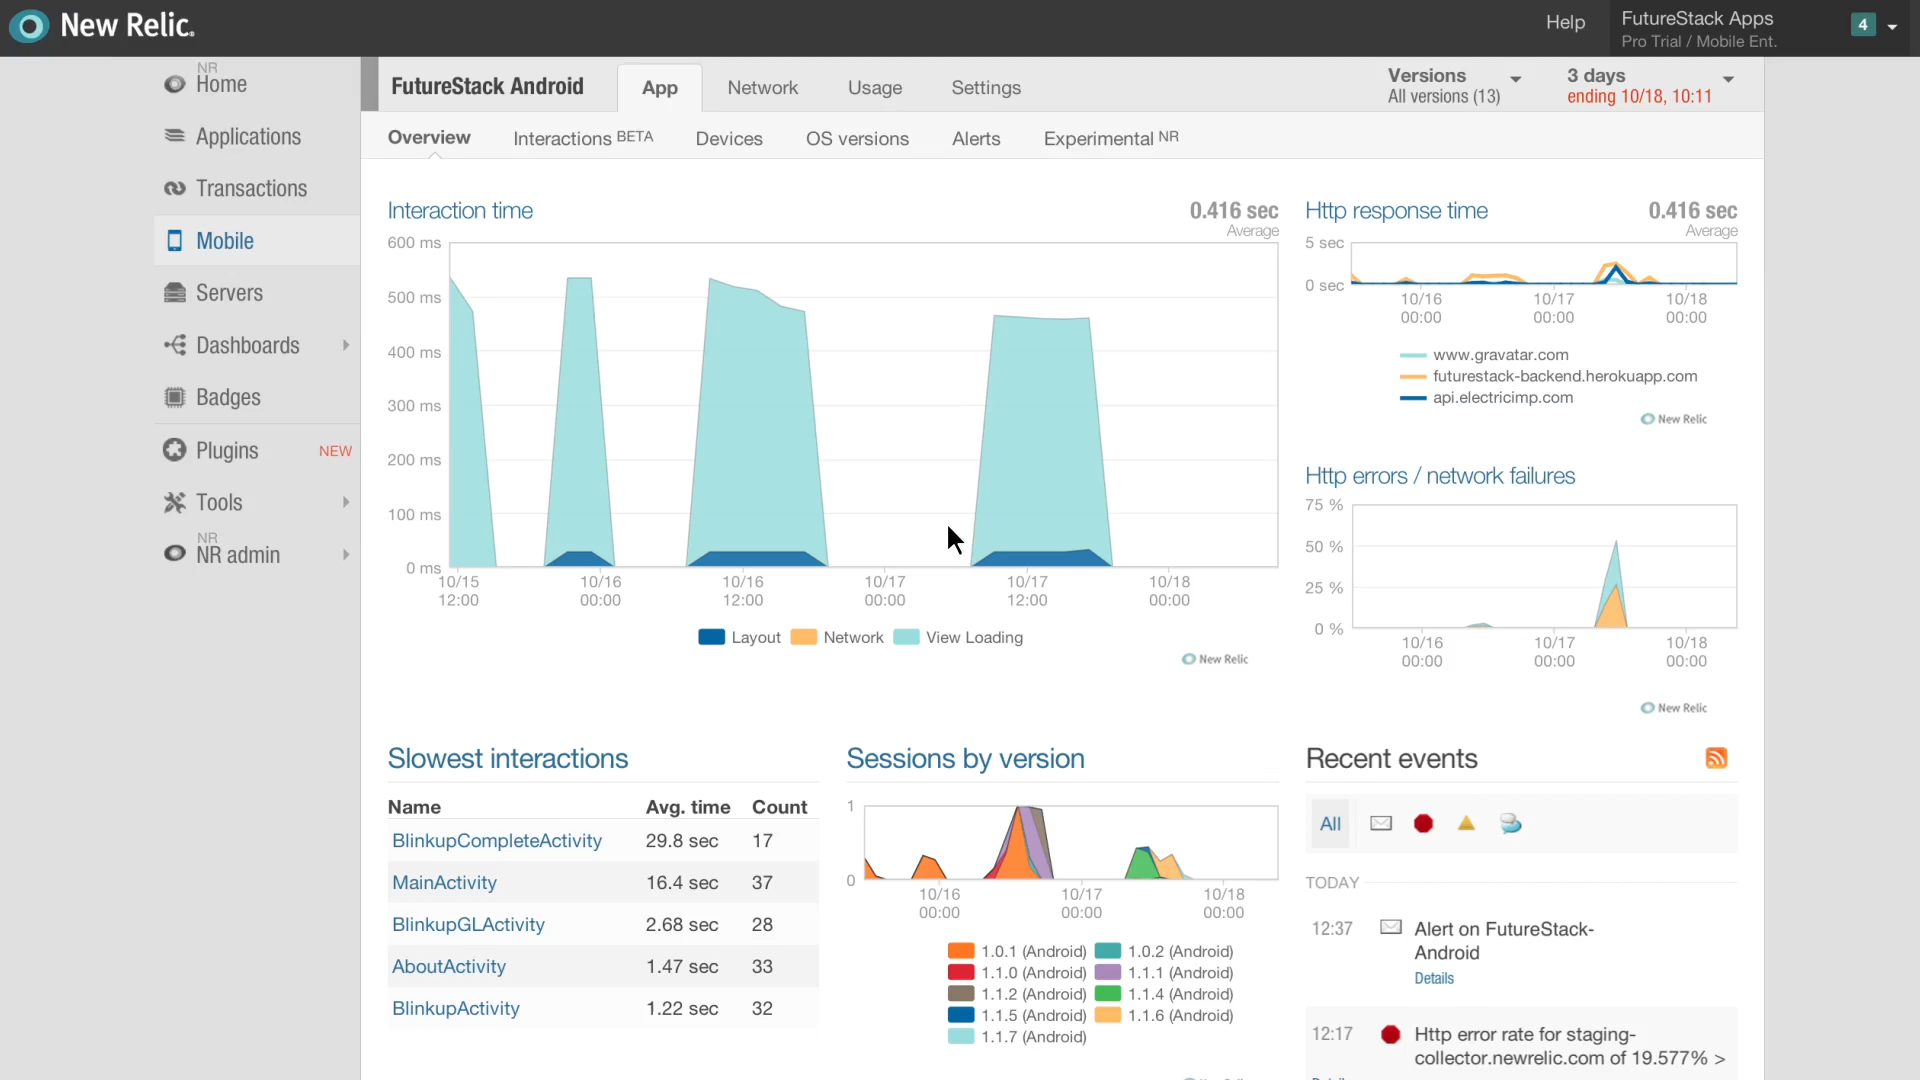 New Relic.
Help
FutureStack Apps
Pro Trial / Mobile Ent.
4
NR
Home
Applications
Transactions
Mobile
Servers
Dashboards
Badges
Plugins NEW
Tools
NR
NR admin
FutureStack Android
App
Network
Usage
Settings
Versions
All versions (13)
3 days
ending 10/18, 10:11
Overview
Interactions BETA
Devices
OS versions
Alerts
Experimental NR
Interaction time
0.416 sec
Average
600 ms
500 ms
400 ms
300 ms
200 ms
100 ms
0 ms
10/15 10/16 10/16 10/17 10/17 10/18
12:00 00:00 12:00 00:00 12:00 00:00
Layout Network View Loading
New Relic
Http response time
0.416 sec
Average
5 sec
0 sec
10/16 10/17 10/18
00:00 00:00 00:00
www.gravatar.com
futurestack-backend.herokuapp.com
api.electricimp.com
New Relic
Http errors / network failures
75 %
50 %
25 %
0 %
10/16 10/17 10/18
00:00 00:00 00:00
New Relic
Slowest interactions
Name Avg. time Count
BlinkupCompleteActivity 29.8 sec 17
MainActivity 16.4 sec 37
BlinkupGLActivity 2.68 sec 28
AboutActivity 1.47 sec 33
BlinkupActivity 1.22 sec 32
Sessions by version
1
0
10/16 10/17 10/18
00:00 00:00 00:00
1.0.1 (Android) 1.0.2 (Android)
1.1.0 (Android) 1.1.1 (Android)
1.1.2 (Android) 1.1.4 (Android)
1.1.5 (Android) 1.1.6 (Android)
1.1.7 (Android)
Recent events
All
TODAY
12:37 Alert on FutureStack-
Android
Details
12:17 Http error rate for staging-
collector.newrelic.com of 19.577% >